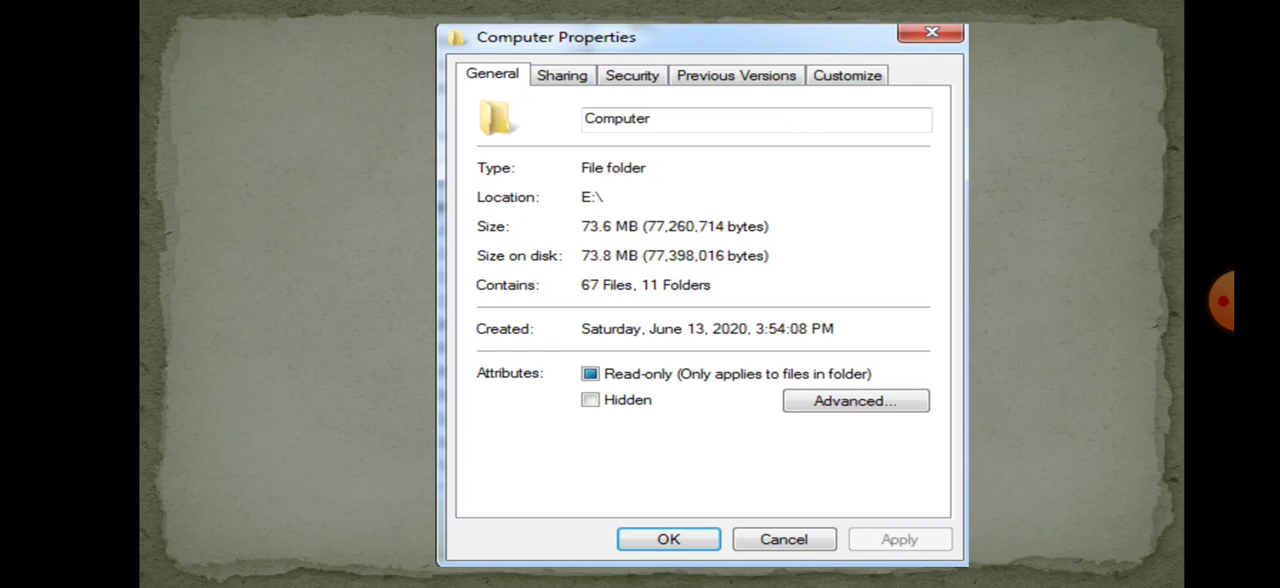 Computer Properties
General Sharing Security Previous Versions Customize
Computer
Type: File folder
Location: E:\
Size: 73.6 MB (77,260,714 bytes)
Size on disk: 73.8 MB (77,398,016 bytes)
Contains: 67 Files, 11 Folders
Created: Saturday, June 13, 2020, 3:54:08 PM
Attributes: Read-only (Only applies to files in folder)
Hidden Advanced...
OK Cancel Apply